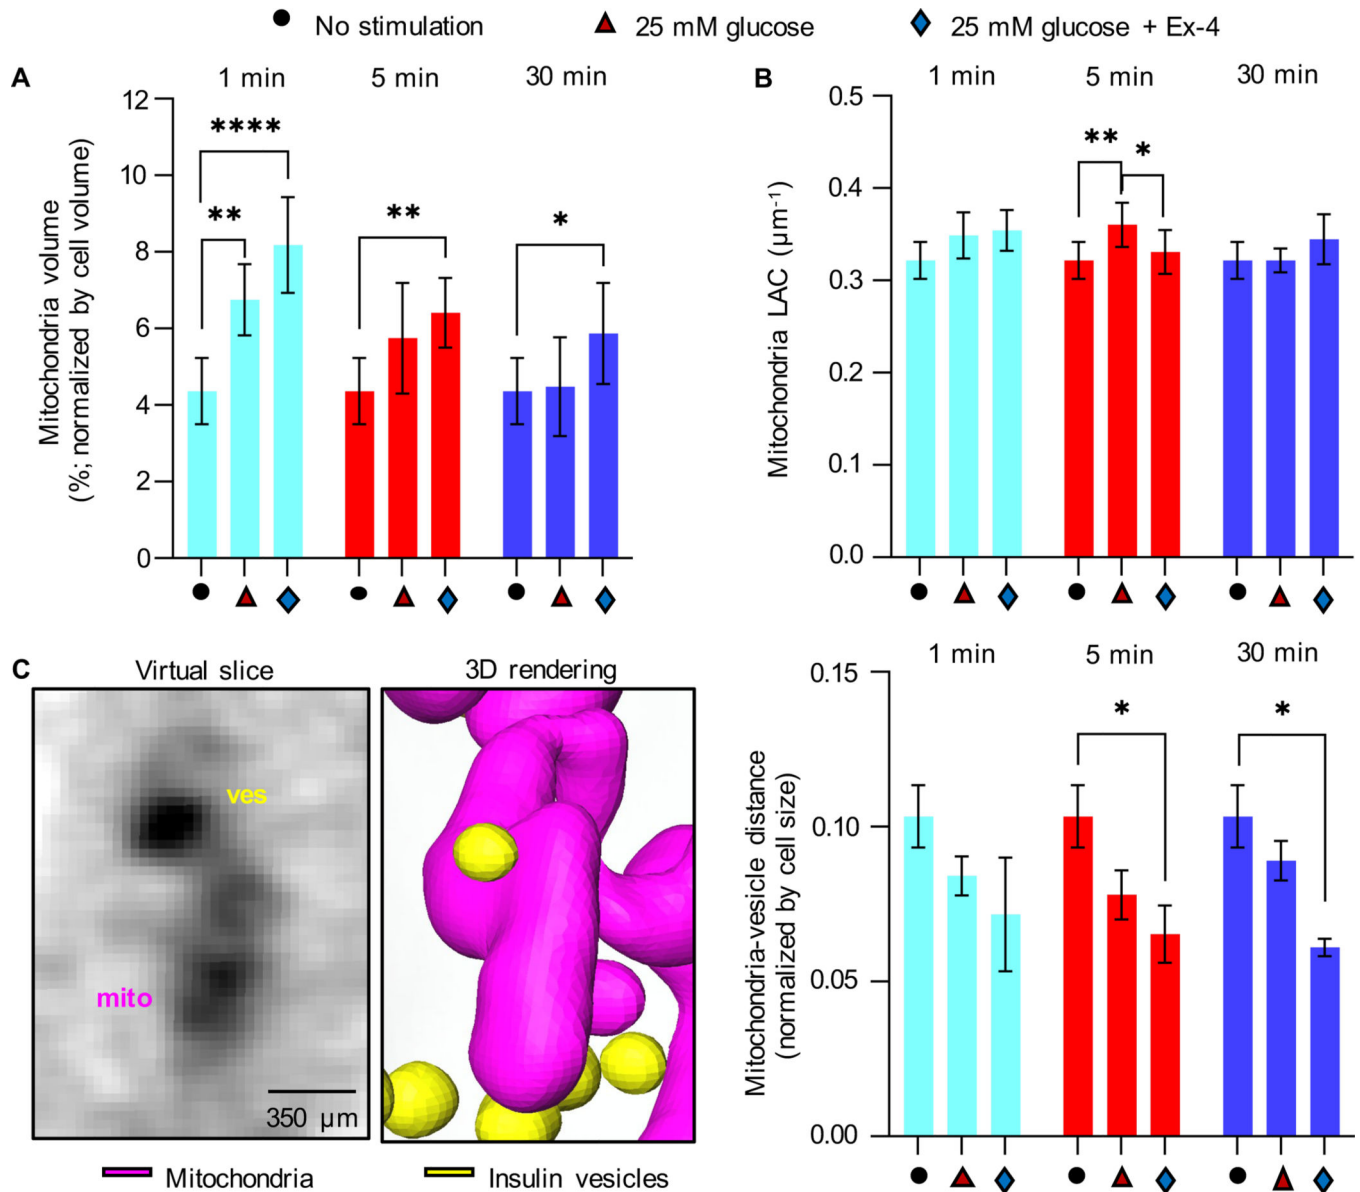 No stimulation
25 mM glucose
25 mM glucose + Ex-4
A
1 min
5 min
30 min
Mitochondria volume
(%; normalized by cell volume)
12
10
8
6
4
2
0
****
**
**
*
B
1 min
5 min
30 min
Mitochondria LAC (µm⁻¹)
0.5
0.4
0.3
0.2
0.1
0.0
**
*
C
Virtual slice
3D rendering
ves
mito
350 µm
Mitochondria
Insulin vesicles
1 min
5 min
30 min
Mitochondria-vesicle distance
(normalized by cell size)
0.15
0.10
0.05
0.00
*
*